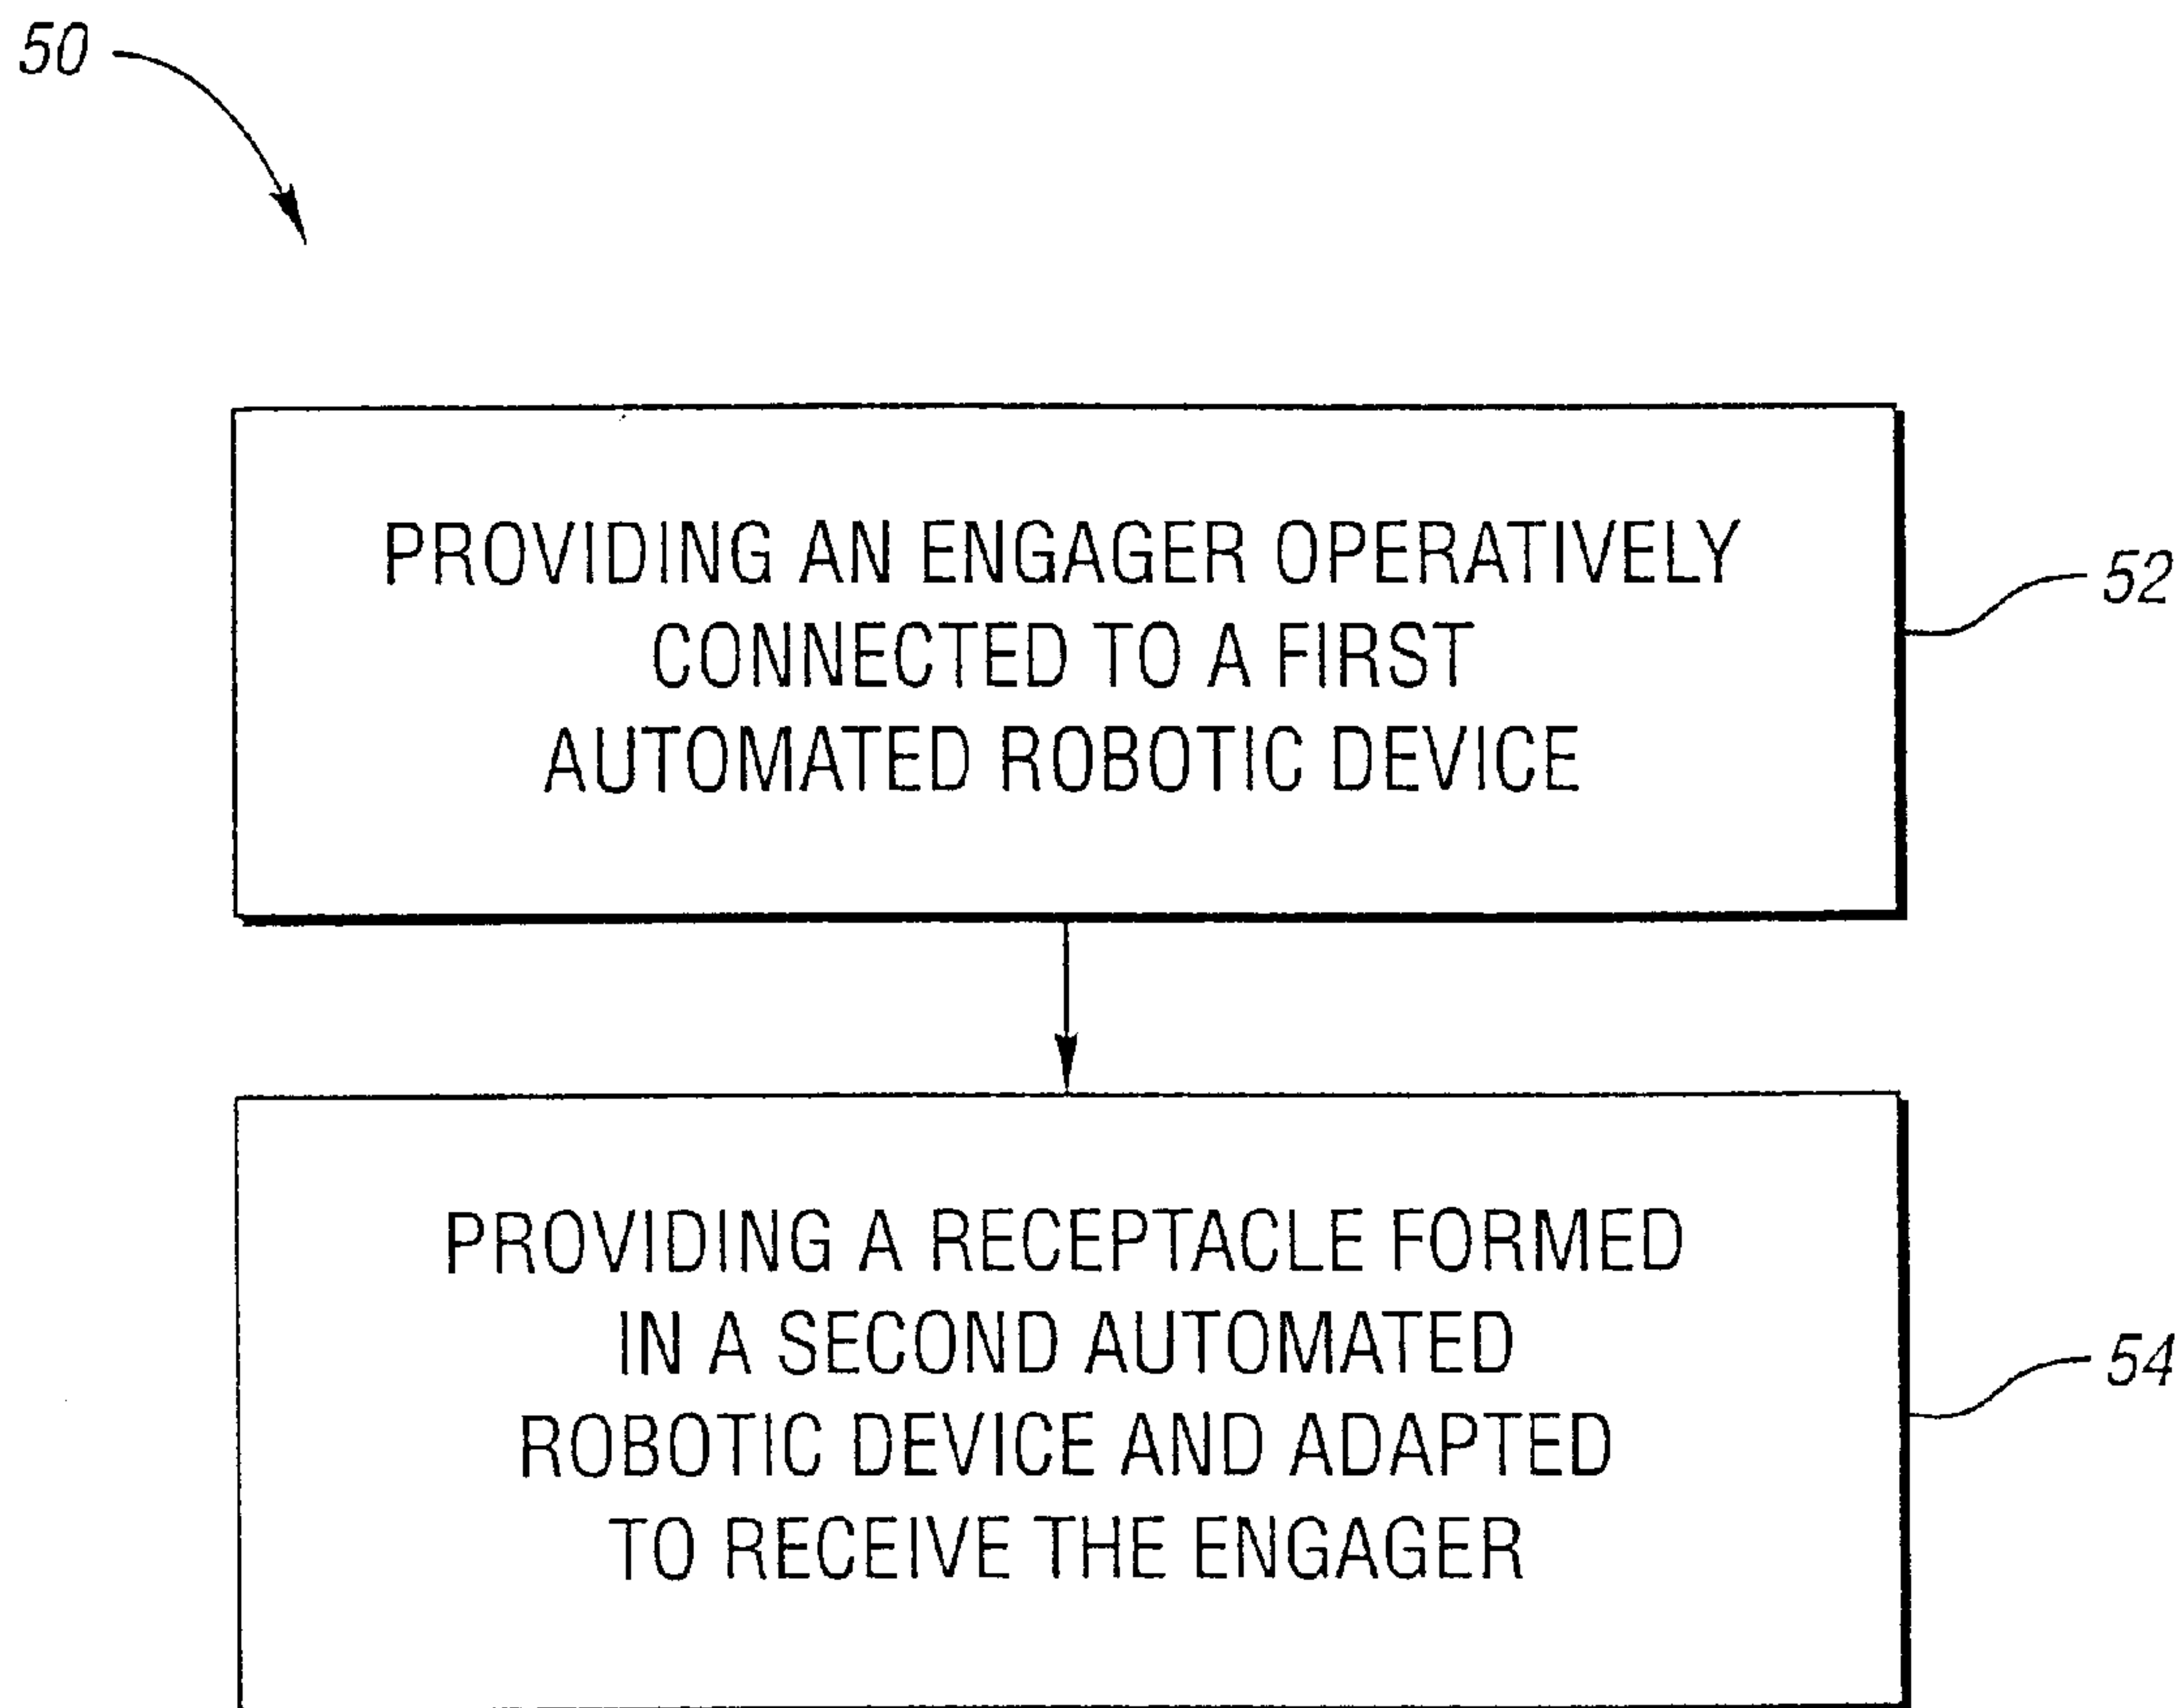 50
PROVIDING AN ENGAGER OPERATIVELY
CONNECTED TO A FIRST
AUTOMATED ROBOTIC DEVICE
52
PROVIDING A RECEPTACLE FORMED
IN A SECOND AUTOMATED
ROBOTIC DEVICE AND ADAPTED
TO RECEIVE THE ENGAGER
54